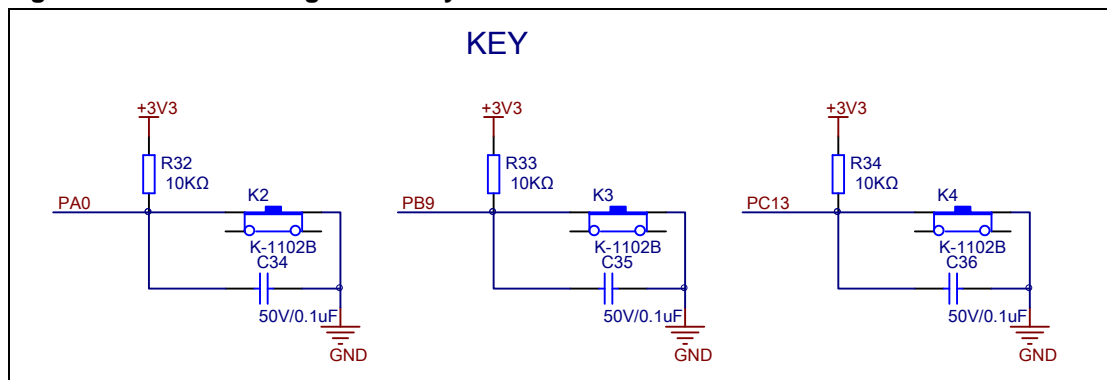 KEY
+3V3
R32
10KΩ
PA0
K2
K-1102B
C34
50V/0.1uF
GND
+3V3
R33
10KΩ
PB9
K3
K-1102B
C35
50V/0.1uF
GND
+3V3
R34
10KΩ
PC13
K4
K-1102B
C36
50V/0.1uF
GND